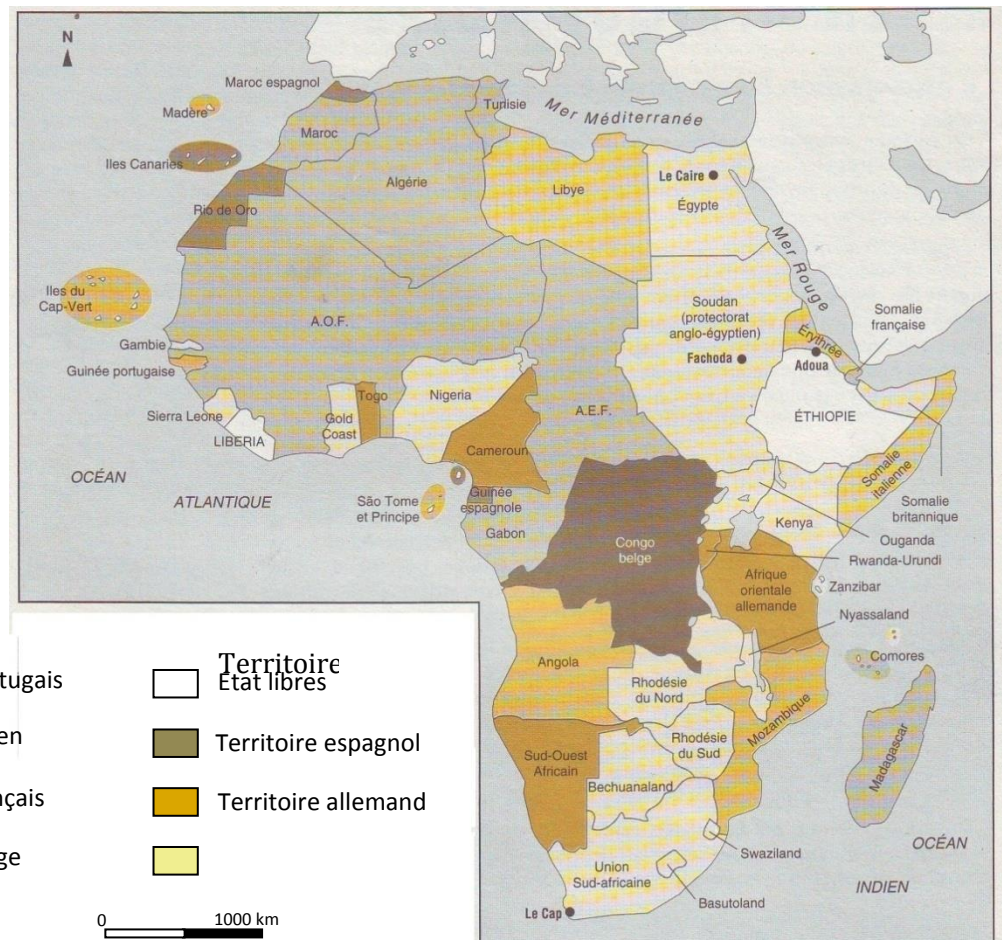 N
Maroc espagnol
Madère
Tunisie
Mer Méditerranée
Maroc
Iles Canaries
Algérie
Libye
Le Caire
Égypte
Rio de Oro
Mer Rouge
Iles du
Cap-Vert
A.O.F.
Soudan
(protectorat
anglo-égyptien)
Somalie
française
Gambie
Érythrée
Guinée portugaise
Fachoda
Adoua
Togo
Nigeria
Sierra Leone
Gold
Coast
A.E.F.
ÉTHIOPIE
LIBERIA
Cameroun
OCÉAN
ATLANTIQUE
Somalie
italienne
São Tome
et Principe
Guinée
espagnole
Somalie
britannique
Gabon
Kenya
Ouganda
Congo
belge
Rwanda-Urundi
Afrique
orientale
allemande
Zanzibar
Nyassaland
Angola
Comores
Rhodésie
du Nord
Mozambique
Rhodésie
du Sud
Madagascar
Sud-Ouest
Africain
Bechuanaland
Swaziland
OCÉAN
INDIEN
Union
Sud-africaine
Basutoland
Le Cap
tugais
Territoire
Etat libres
en
Territoire espagnol
çais
Territoire allemand
ge
0 1000 km